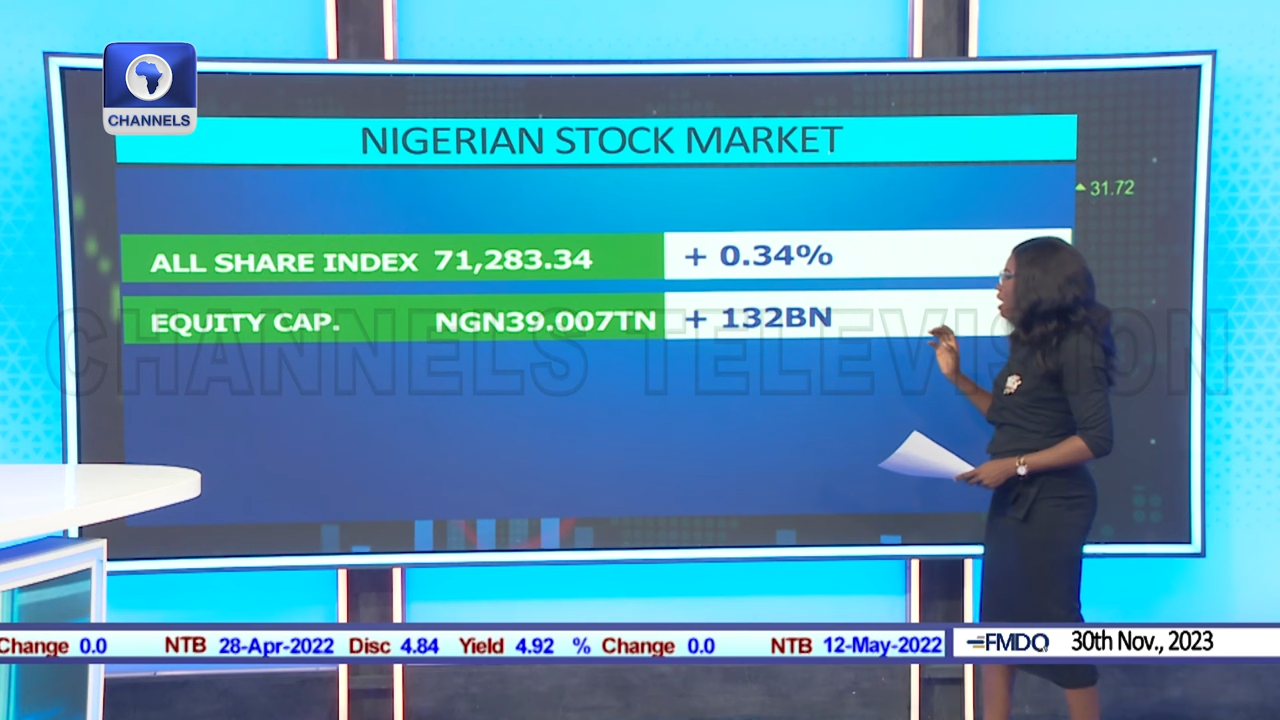 CHANNELS
NIGERIAN STOCK MARKET
▲ 31.72
ALL SHARE INDEX 71,283.34 + 0.34%
EQUITY CAP. NGN39.007TN + 132BN
CHANNELS TELEVISION
Change 0.0 NTB 28-Apr-2022 Disc 4.84 Yield 4.92 % Change 0.0 NTB 12-May-2022 FMDQ 30th Nov., 2023